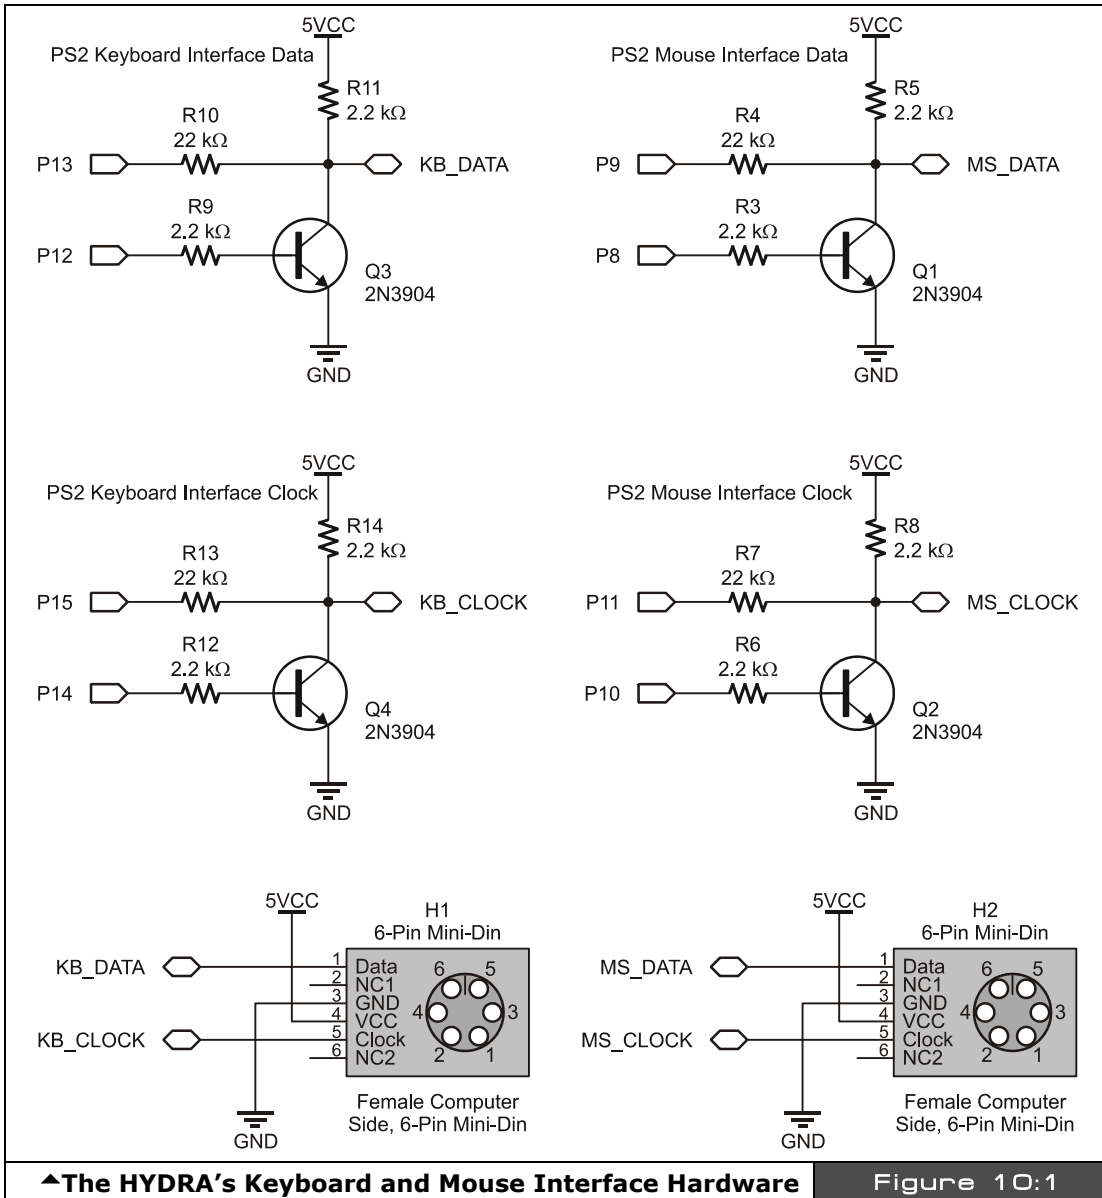 5VCC
PS2 Keyboard Interface Data
R11
2.2 kΩ
R10
22 kΩ
P13
KB_DATA
R9
2.2 kΩ
P12
Q3
2N3904
GND
5VCC
PS2 Mouse Interface Data
R5
2.2 kΩ
R4
22 kΩ
P9
MS_DATA
R3
2.2 kΩ
P8
Q1
2N3904
GND
5VCC
PS2 Keyboard Interface Clock
R14
2.2 kΩ
R13
22 kΩ
P15
KB_CLOCK
R12
2.2 kΩ
P14
Q4
2N3904
GND
5VCC
PS2 Mouse Interface Clock
R8
2.2 kΩ
R7
22 kΩ
P11
MS_CLOCK
R6
2.2 kΩ
P10
Q2
2N3904
GND
5VCC
H1
6-Pin Mini-Din
KB_DATA
KB_CLOCK
1 Data
2 NC1
3 GND
4 VCC
5 Clock
6 NC2
6 5
4 3
2 1
GND
Female Computer
Side, 6-Pin Mini-Din
5VCC
H2
6-Pin Mini-Din
MS_DATA
MS_CLOCK
1 Data
2 NC1
3 GND
4 VCC
5 Clock
6 NC2
6 5
4 3
2 1
GND
Female Computer
Side, 6-Pin Mini-Din
▲The HYDRA's Keyboard and Mouse Interface Hardware
Figure 10:1